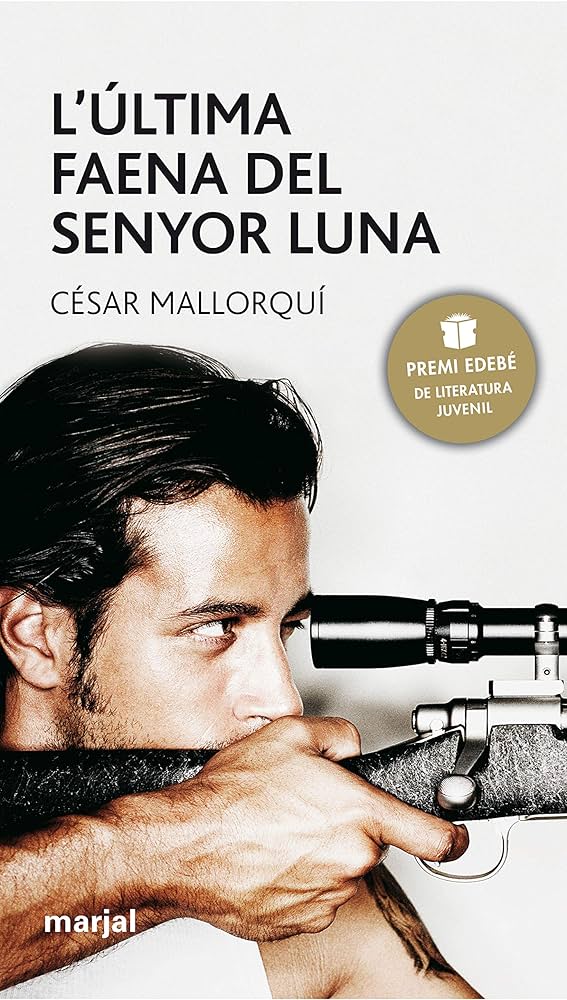 L'ÚLTIMA
FAENA DEL
SENYOR LUNA
CÉSAR MALLORQUÍ
PREMI EDEBÉ
DE LITERATURA
JUVENIL
marjal